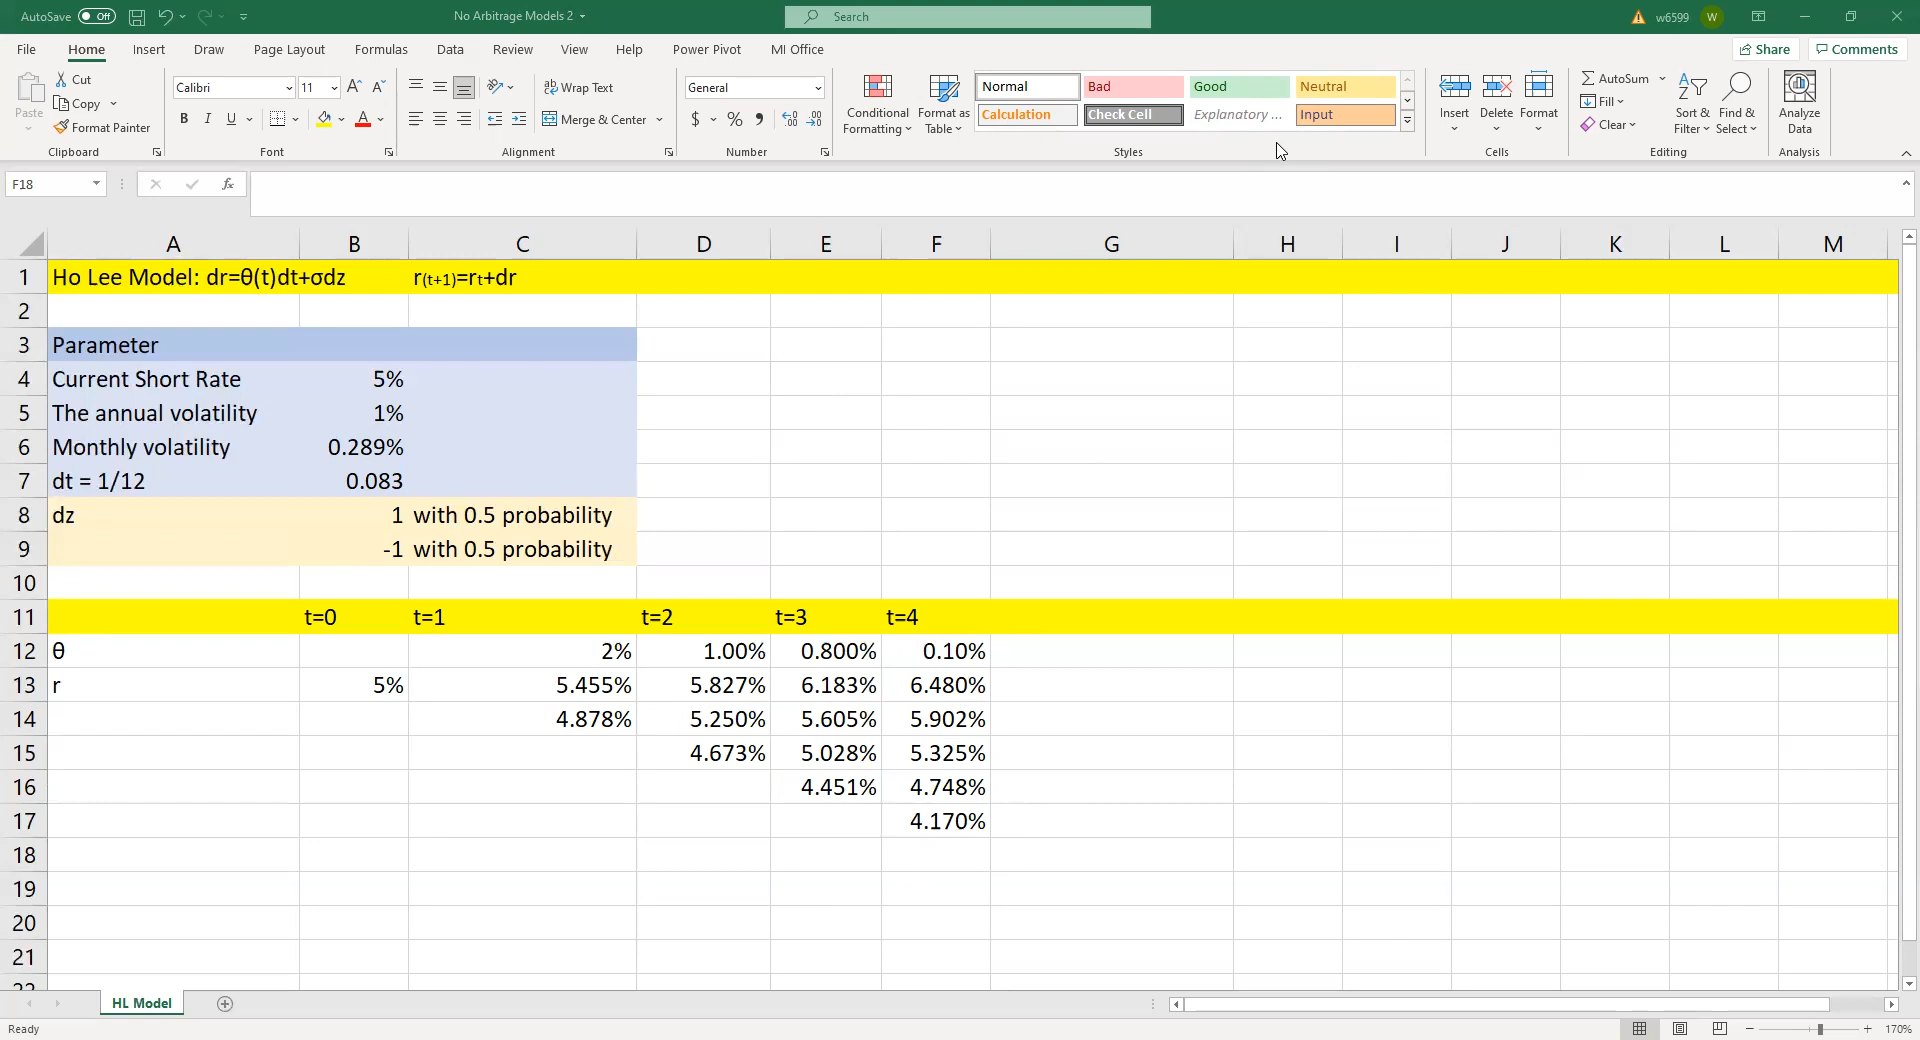 AutoSave Off No Arbitrage Models 2 Search w6599 W
File Home Insert Draw Page Layout Formulas Data Review View Help Power Pivot MI Office Share Comments
Paste Cut Copy Format Painter
Calibri 11 A A
B I U A
ab Wrap Text
Merge & Center
General
$ % 9
Conditional Formatting
Format as Table
Normal Bad Good Neutral
Calculation Check Cell Explanatory ... Input
Insert Delete Format
AutoSum
Fill
Clear
Sort & Filter
Find & Select
Analyze Data
Clipboard Font Alignment Number Styles Cells Editing Analysis
F18 fx
A B C D E F G H I J K L M
1 Ho Lee Model: dr=θ(t)dt+σdz r(t+1)=rt+dr
2
3 Parameter
4 Current Short Rate 5%
5 The annual volatility 1%
6 Monthly volatility 0.289%
7 dt = 1/12 0.083
8 dz 1 with 0.5 probability
9 -1 with 0.5 probability
10
11 t=0 t=1 t=2 t=3 t=4
12 θ 2% 1.00% 0.800% 0.10%
13 r 5% 5.455% 5.827% 6.183% 6.480%
14 4.878% 5.250% 5.605% 5.902%
15 4.673% 5.028% 5.325%
16 4.451% 4.748%
17 4.170%
18
19
20
21
22
HL Model
Ready 170%